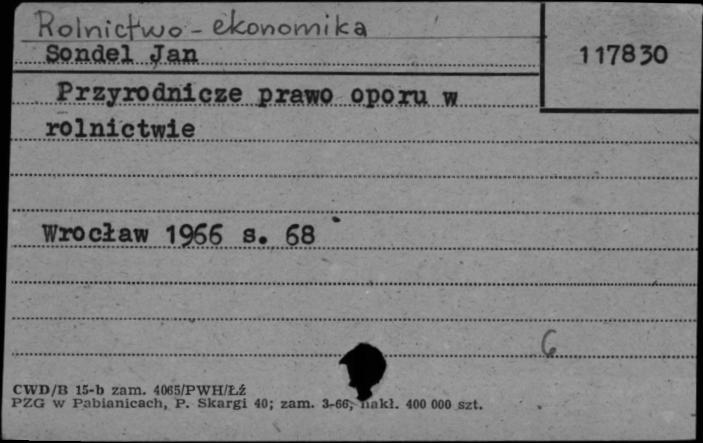 Rolnictwo - ekonomika
Sondel Jan
117830
Przyrodnicze prawo oporu w
rolnictwie
Wrocław 1966 s. 68
6
CWD/B 15-b zam. 4065/PWH/Łź
PZG w Pabianicach, P. Skargi 40; zam. 3-66, nakł. 400 000 szt.